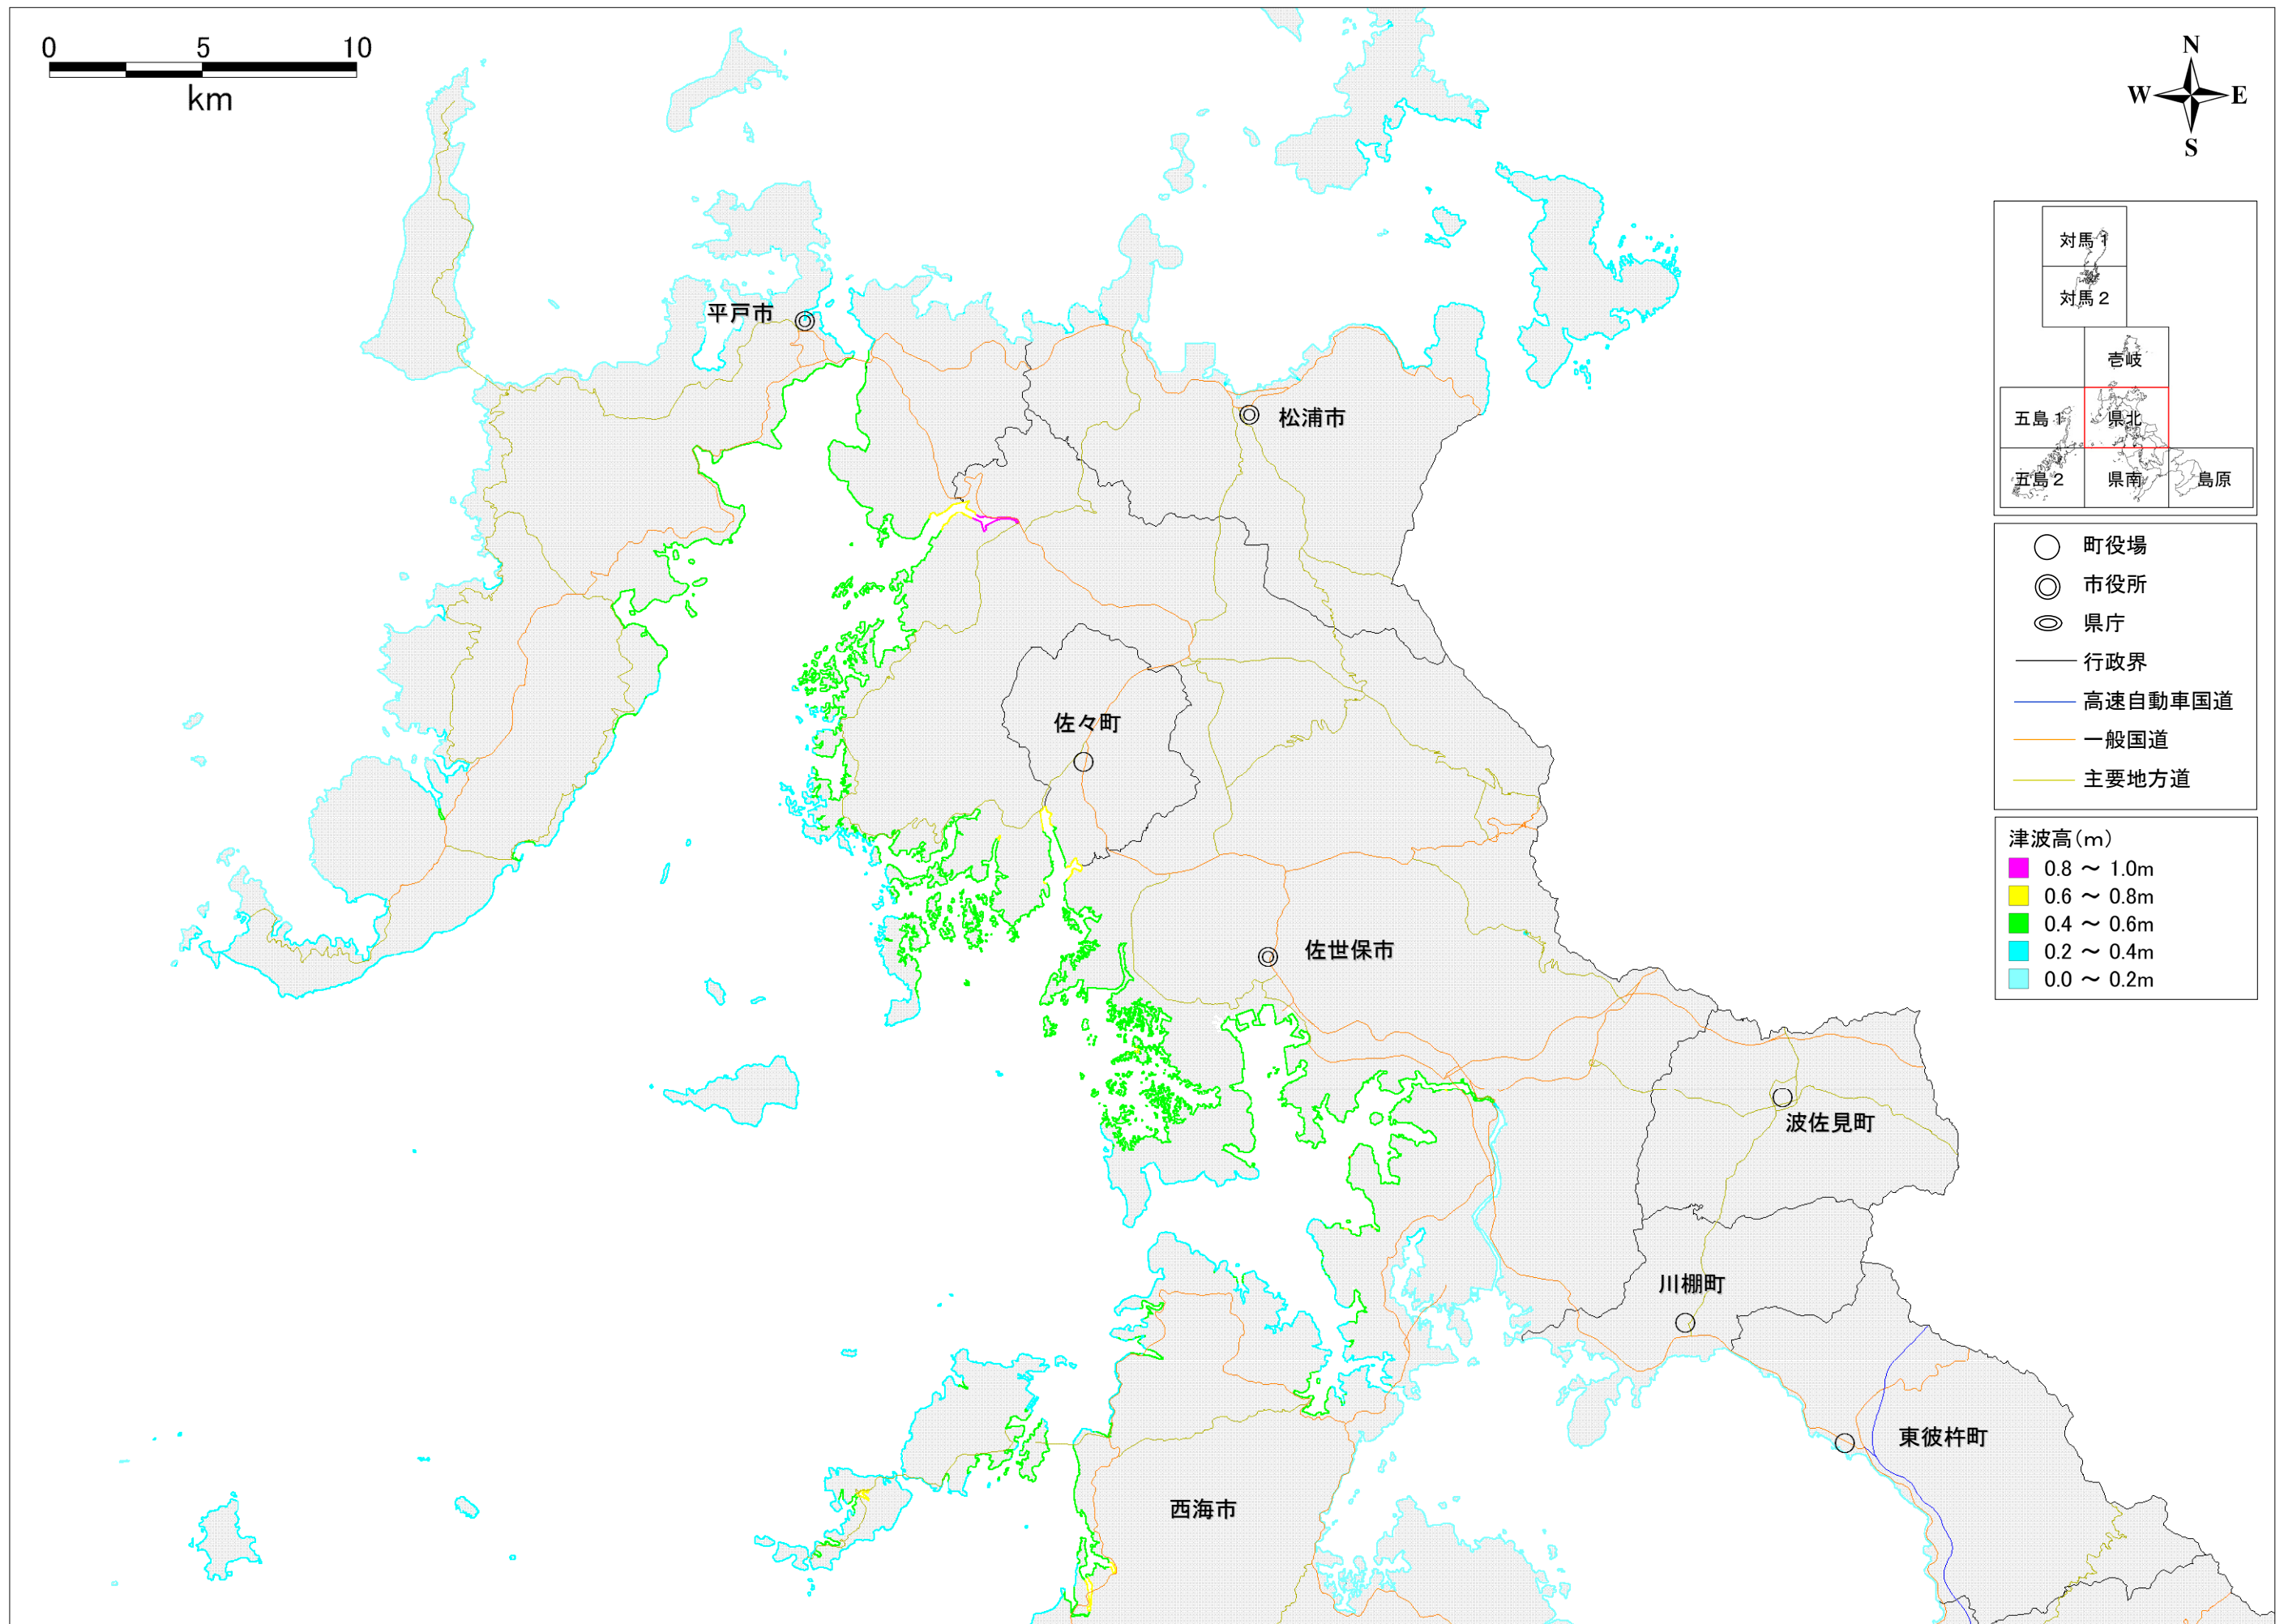 0 5 10
km
N
W E
S
対馬1
対馬2
壱岐
五島1
県北
五島2
県南
島原
町役場
市役所
県庁
行政界
高速自動車国道
一般国道
主要地方道
津波高(m)
0.8 ～ 1.0m
0.6 ～ 0.8m
0.4 ～ 0.6m
0.2 ～ 0.4m
0.0 ～ 0.2m
平戸市
松浦市
佐々町
佐世保市
波佐見町
川棚町
東彼杵町
西海市